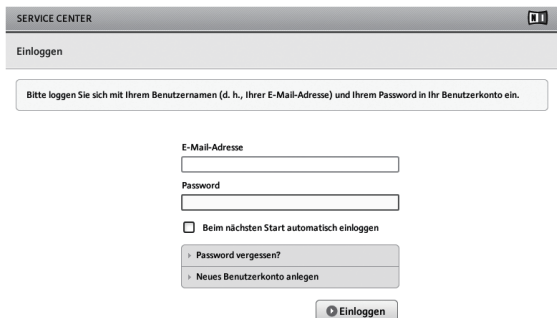 SERVICE CENTER
NI
Einloggen
Bitte loggen Sie sich mit Ihrem Benutzernamen (d. h., Ihrer E-Mail-Adresse) und Ihrem Password in Ihr Benutzerkonto ein.
E-Mail-Adresse
Password
Beim nächsten Start automatisch einloggen
Password vergessen?
Neues Benutzerkonto anlegen
Einloggen